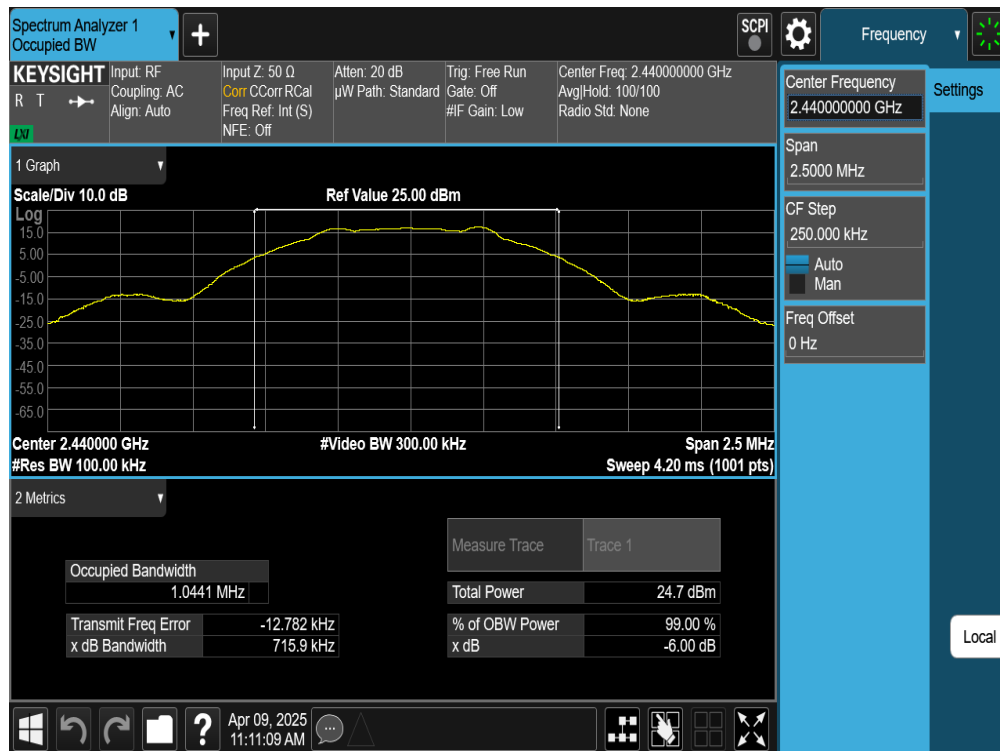 Spectrum Analyzer 1
Occupied BW
▼
+
SCPI
Frequency
▼
KEYSIGHT
R T
LXI
Input: RF
Coupling: AC
Align: Auto
Input Z: 50 Ω
Corr CCorr RCal
Freq Ref: Int (S)
NFE: Off
Atten: 20 dB
µW Path: Standard
Trig: Free Run
Gate: Off
#IF Gain: Low
Center Freq: 2.440000000 GHz
Avg|Hold: 100/100
Radio Std: None
Center Frequency
2.440000000 GHz
Settings
Span
2.5000 MHz
CF Step
250.000 kHz
Auto
Man
Freq Offset
0 Hz
Local
1 Graph
▼
Scale/Div 10.0 dB
Ref Value 25.00 dBm
Log
15.0
5.00
-5.00
-15.0
-25.0
-35.0
-45.0
-55.0
-65.0
Center 2.440000 GHz
#Video BW 300.00 kHz
Span 2.5 MHz
#Res BW 100.00 kHz
Sweep 4.20 ms (1001 pts)
2 Metrics
▼
Measure Trace
Trace 1
Occupied Bandwidth
1.0441 MHz
Total Power
24.7 dBm
Transmit Freq Error
-12.782 kHz
% of OBW Power
99.00 %
x dB Bandwidth
715.9 kHz
x dB
-6.00 dB
?
Apr 09, 2025
11:11:09 AM